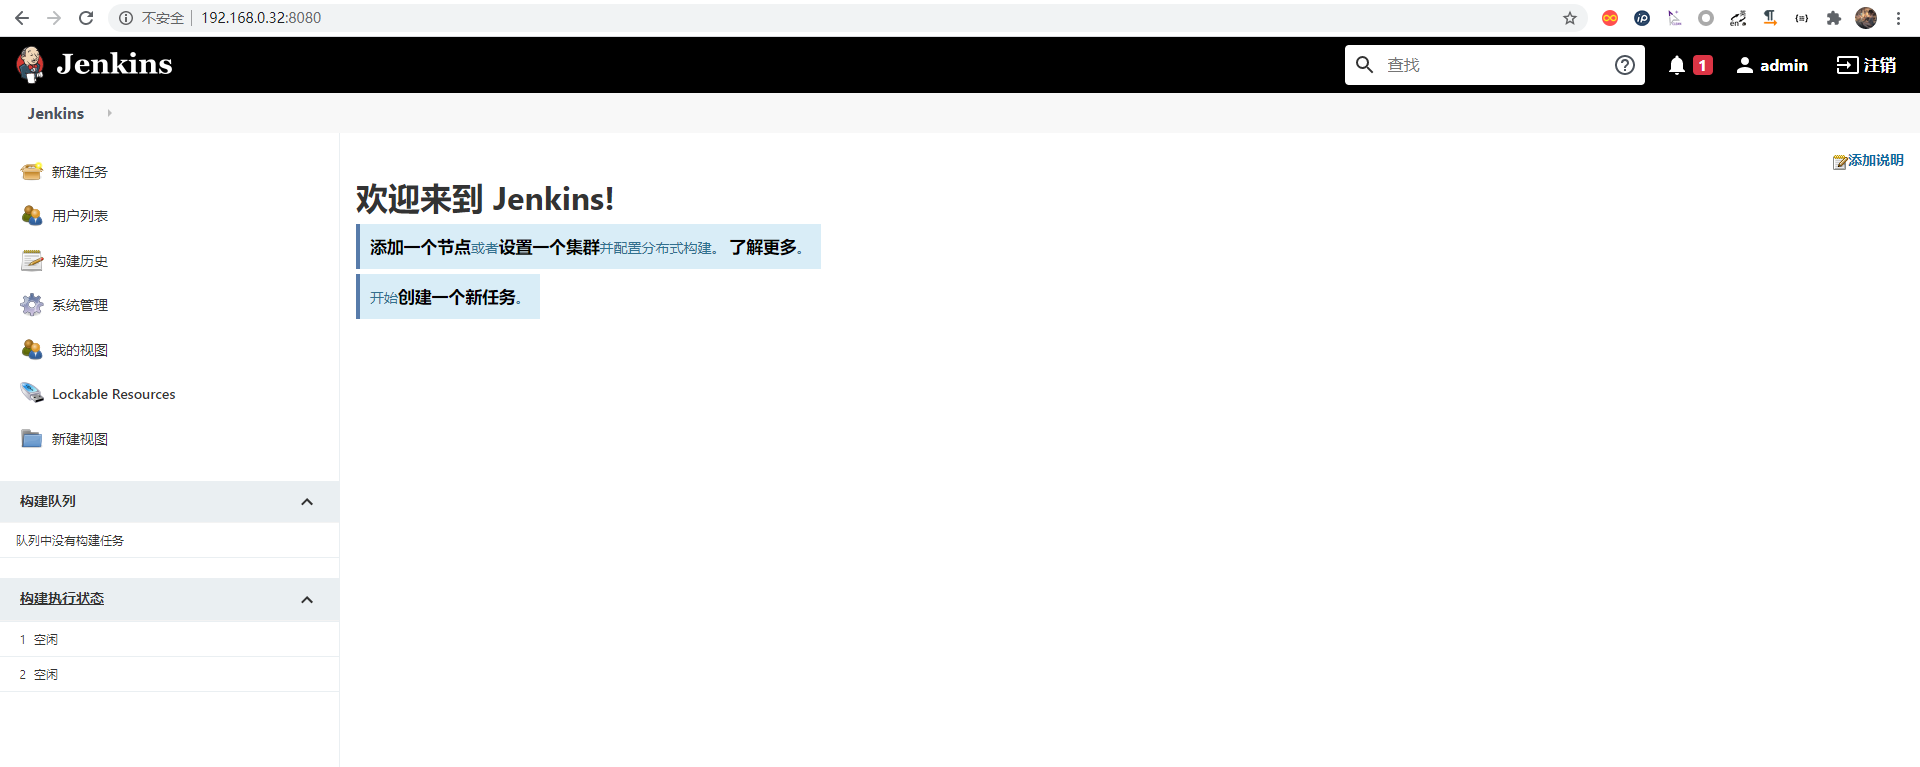 不安全 192.168.0.32:8080
Jenkins
查找
1
admin
注销
Jenkins
添加说明
新建任务
用户列表
构建历史
系统管理
我的视图
Lockable Resources
新建视图
构建队列
队列中没有构建任务
构建执行状态
1 空闲
2 空闲
欢迎来到 Jenkins!
添加一个节点或者设置一个集群并配置分布式构建。 了解更多。
开始创建一个新任务。